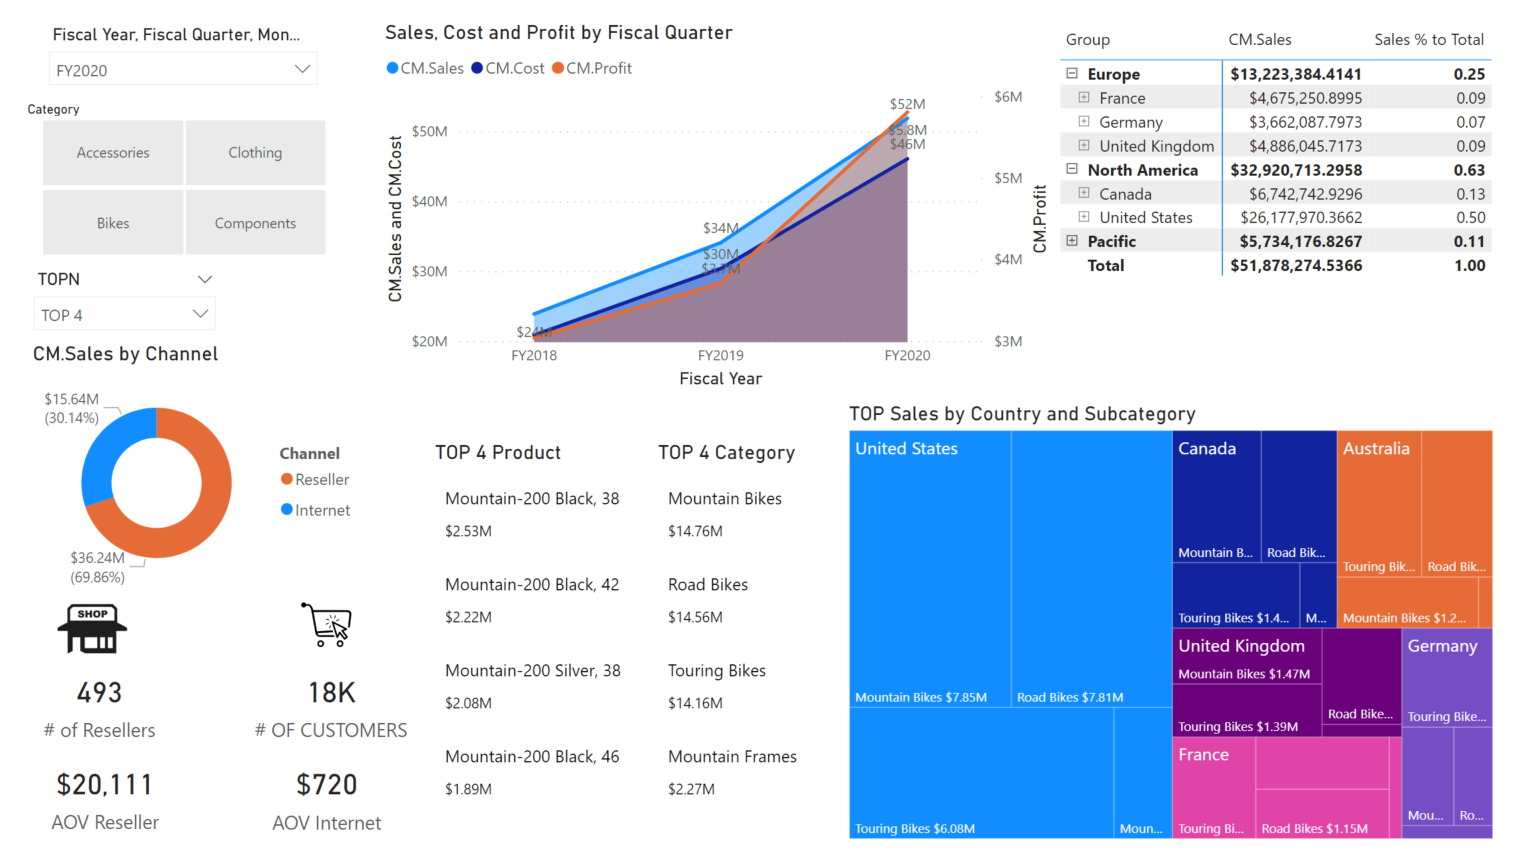 Fiscal Year, Fiscal Quarter, Mon...
FY2020
Category
Accessories
Clothing
Bikes
Components
TOPN
TOP 4
Sales, Cost and Profit by Fiscal Quarter
CM.Sales CM.Cost CM.Profit
CM.Sales and CM.Cost
$50M
$40M
$30M
$20M
$24M
$34M
$30M
$3.7M
$52M
$5.8M
$46M
$6M
$5M
$4M
$3M
CM.Profit
FY2018 FY2019 FY2020
Fiscal Year
Group CM.Sales Sales % to Total
Europe $13,223,384.4141 0.25
France $4,675,250.8995 0.09
Germany $3,662,087.7973 0.07
United Kingdom $4,886,045.7173 0.09
North America $32,920,713.2958 0.63
Canada $6,742,742.9296 0.13
United States $26,177,970.3662 0.50
Pacific $5,734,176.8267 0.11
Total $51,878,274.5366 1.00
CM.Sales by Channel
$15.64M
(30.14%)
$36.24M
(69.86%)
Channel
Reseller
Internet
SHOP
493
# of Resellers
$20,111
AOV Reseller
18K
# OF CUSTOMERS
$720
AOV Internet
TOP 4 Product
Mountain-200 Black, 38
$2.53M
Mountain-200 Black, 42
$2.22M
Mountain-200 Silver, 38
$2.08M
Mountain-200 Black, 46
$1.89M
TOP 4 Category
Mountain Bikes
$14.76M
Road Bikes
$14.56M
Touring Bikes
$14.16M
Mountain Frames
$2.27M
TOP Sales by Country and Subcategory
United States
Mountain Bikes $7.85M
Road Bikes $7.81M
Touring Bikes $6.08M
Moun...
Canada
Mountain B...
Road Bik...
Touring Bikes $1.4...
M...
Australia
Touring Bik...
Road Bik...
Mountain Bikes $1.2...
United Kingdom
Mountain Bikes $1.47M
Touring Bikes $1.39M
Road Bike...
Germany
Touring Bike...
Mou...
Ro...
France
Touring Bi...
Road Bikes $1.15M